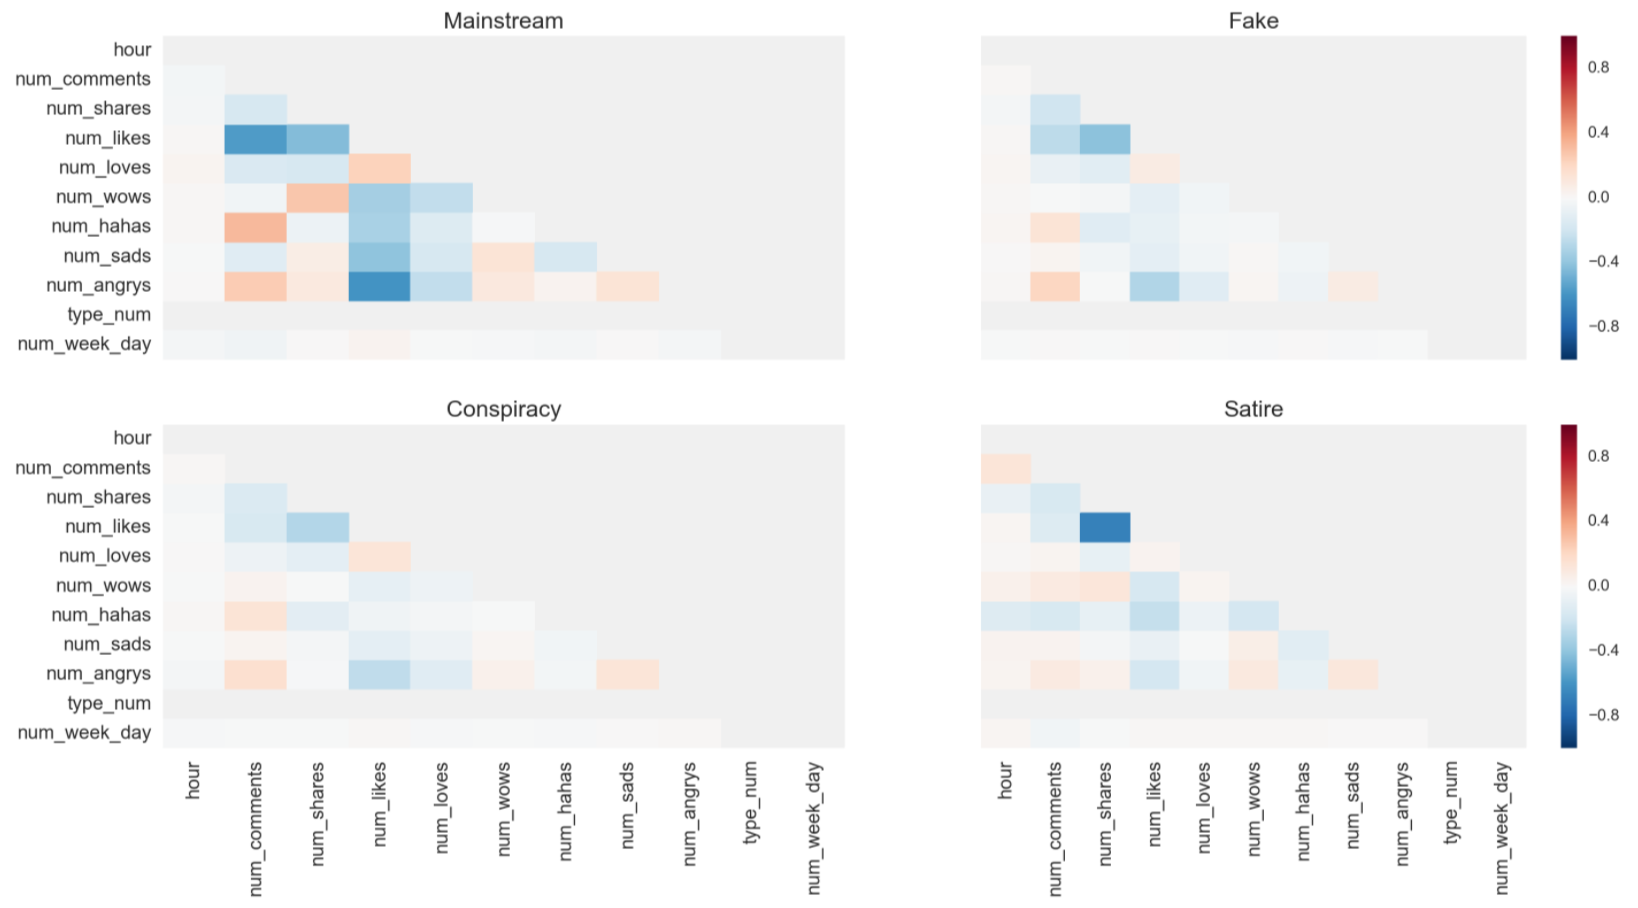 Mainstream
Fake
hour
num_comments
num_shares
num_likes
num_loves
num_wows
num_hahas
num_sads
num_angrys
type_num
num_week_day
0.8
0.4
0.0
−0.4
−0.8
Conspiracy
Satire
hour
num_comments
num_shares
num_likes
num_loves
num_wows
num_hahas
num_sads
num_angrys
type_num
num_week_day
0.8
0.4
0.0
−0.4
−0.8
hour
num_comments
num_shares
num_likes
num_loves
num_wows
num_hahas
num_sads
num_angrys
type_num
num_week_day
hour
num_comments
num_shares
num_likes
num_loves
num_wows
num_hahas
num_sads
num_angrys
type_num
num_week_day